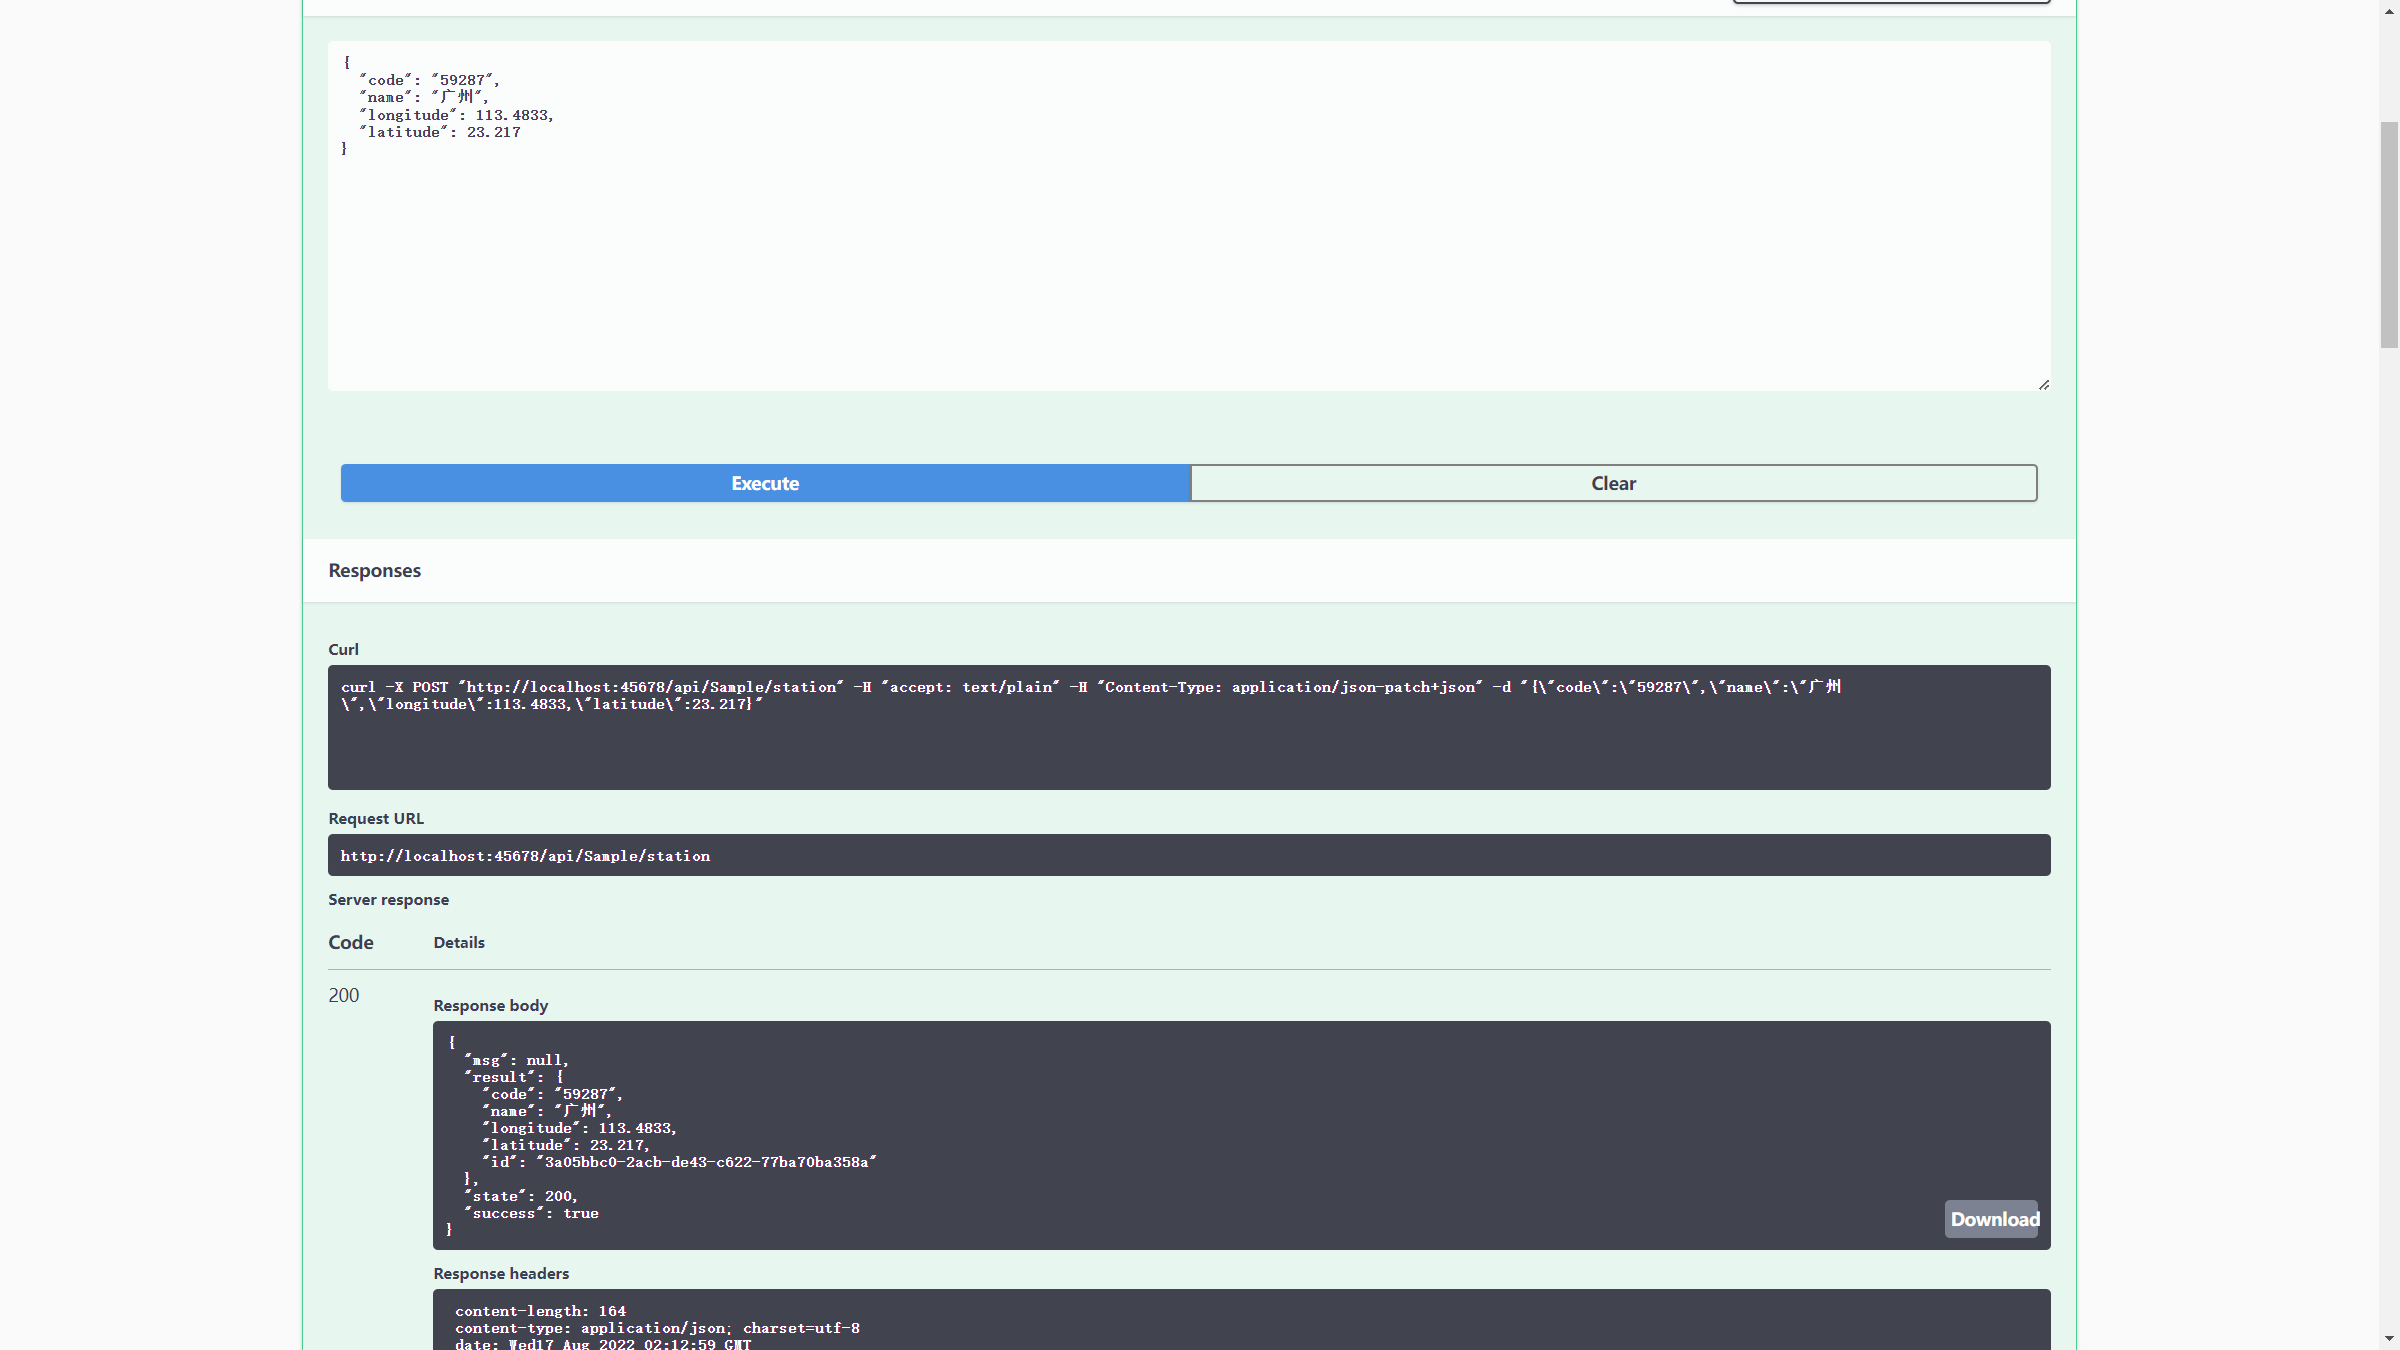 {
  "code": "59287",
  "name": "广州",
  "longitude": 113.4833,
  "latitude": 23.217
}
Execute
Clear
Responses
Curl
curl -X POST "http://localhost:45678/api/Sample/station" -H "accept: text/plain" -H "Content-Type: application/json-patch+json" -d "{\"code\":\"59287\",\"name\":\"广州
\",\"longitude\":113.4833,\"latitude\":23.217}"
Request URL
http://localhost:45678/api/Sample/station
Server response
Code Details
200
Response body
{
  "msg": null,
  "result": {
    "code": "59287",
    "name": "广州",
    "longitude": 113.4833,
    "latitude": 23.217,
    "id": "3a05bbc0-2acb-de43-c622-77ba70ba358a"
  },
  "state": 200,
  "success": true
}
Download
Response headers
content-length: 164
content-type: application/json; charset=utf-8
date: Wed17 Aug 2022 02:12:59 GMT